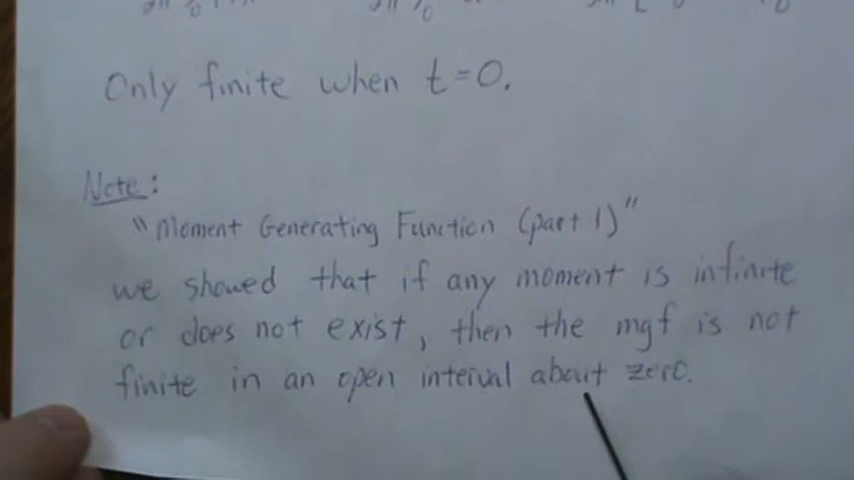 Only finite when t=0.
Note:
"Moment Generating Function (part 1)"
we showed that if any moment is infinite
or does not exist, then the mgf is not
finite in an open interval about zero.